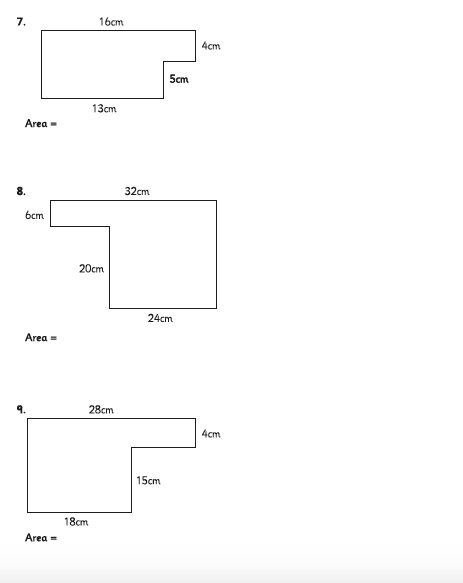 7.
16cm
4cm
5cm
13cm
Area =
8.
32cm
6cm
20cm
24cm
Area =
9.
28cm
4cm
15cm
18cm
Area =